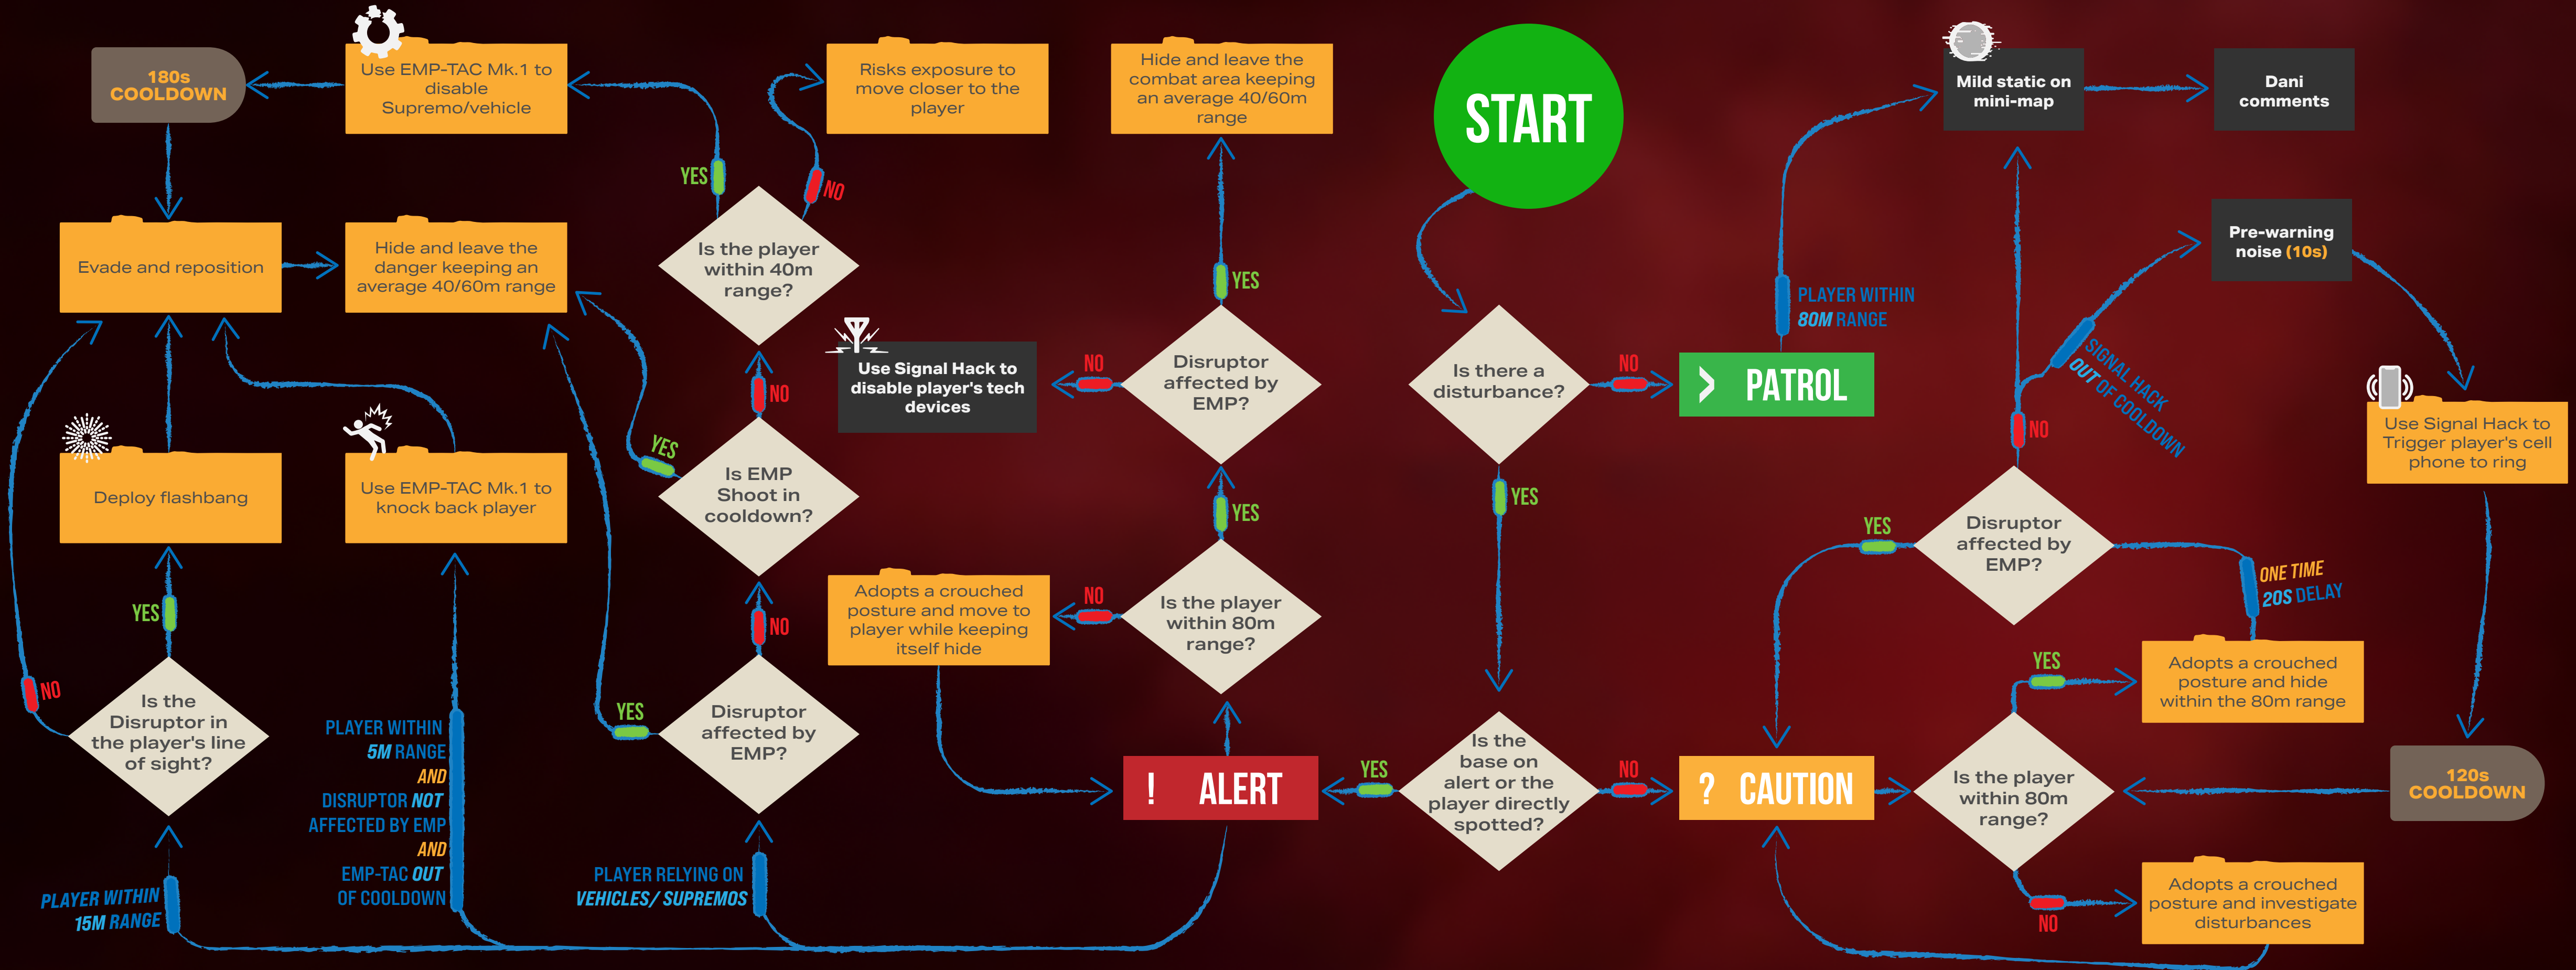 180s
COOLDOWN
Use EMP-TAC Mk.1 to
disable
Supremo/vehicle
Risks exposure to
move closer to the
player
Hide and leave the
combat area keeping
an average 40/60m
range
START
Mild static on
mini-map
Dani
comments
YES
NO
Evade and reposition
Hide and leave the
danger keeping an
average 40/60m range
Is the player
within 40m
range?
YES
PLAYER WITHIN
80M RANGE
Pre-warning
noise (10s)
Use Signal Hack to
disable player's tech
devices
NO
Disruptor
affected by
EMP?
Is there a
disturbance?
NO
> PATROL
SIGNAL HACK
OUT OF COOLDOWN
NO
NO
Use Signal Hack to
Trigger player's cell
phone to ring
Deploy flashbang
Use EMP-TAC Mk.1 to
knock back player
YES
Is EMP
Shoot in
cooldown?
YES
YES
YES
Disruptor
affected by
EMP?
ONE TIME
20S DELAY
YES
NO
Adopts a crouched
posture and move to
player while keeping
itself hide
NO
Is the player
within 80m
range?
YES
Adopts a crouched
posture and hide
within the 80m range
NO
Is the
Disruptor in
the player's line
of sight?
PLAYER WITHIN
5M RANGE
AND
DISRUPTOR NOT
AFFECTED BY EMP
AND
EMP-TAC OUT
OF COOLDOWN
YES
Disruptor
affected by
EMP?
! ALERT
YES
Is the
base on
alert or the
player directly
spotted?
NO
? CAUTION
Is the player
within 80m
range?
120s
COOLDOWN
PLAYER WITHIN
15M RANGE
PLAYER RELYING ON
VEHICLES/ SUPREMOS
NO
Adopts a crouched
posture and investigate
disturbances